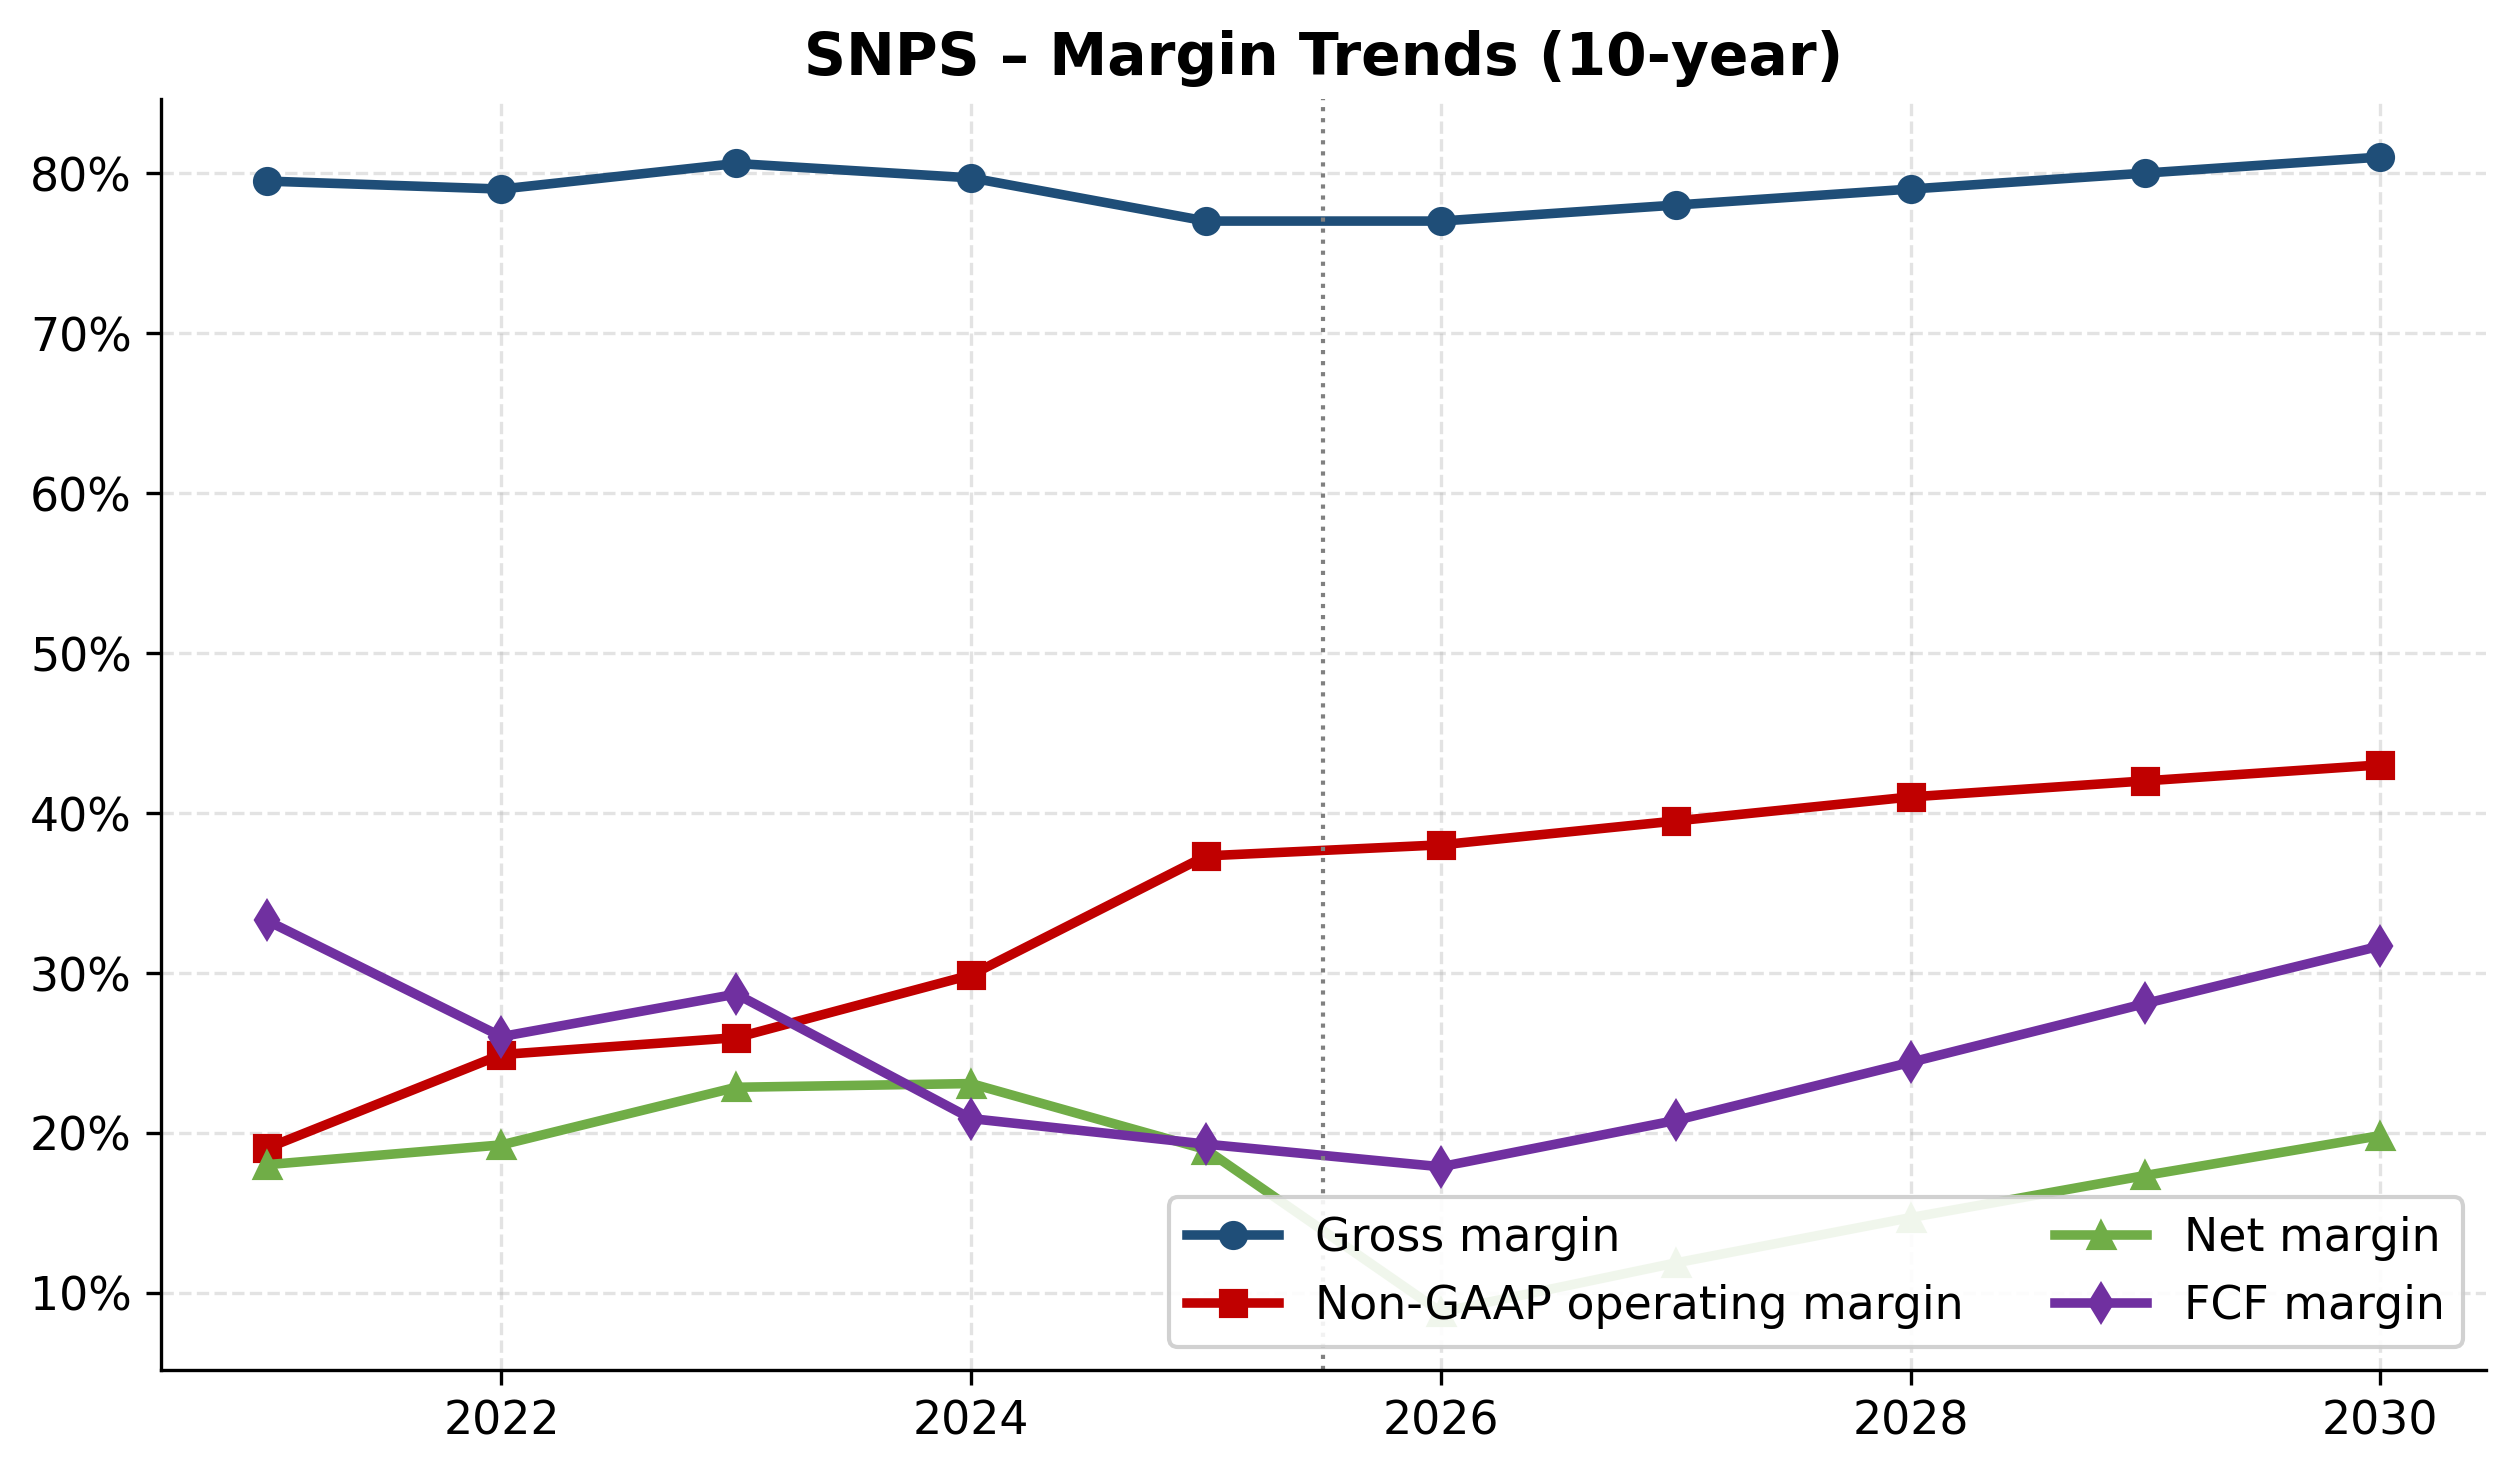 SNPS – Margin Trends (10-year)
80%
70%
60%
50%
40%
30%
20%
10%
Gross margin
Non-GAAP operating margin
Net margin
FCF margin
2022 2024 2026 2028 2030